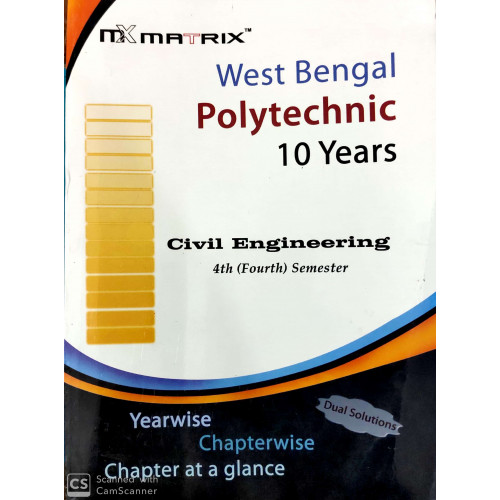 MX MATRIX™
West Bengal
Polytechnic
10 Years
Civil Engineering
4th (Fourth) Semester
Dual Solutions
Yearwise
Chapterwise
Chapter at a glance
CS Scanned with
CamScanner